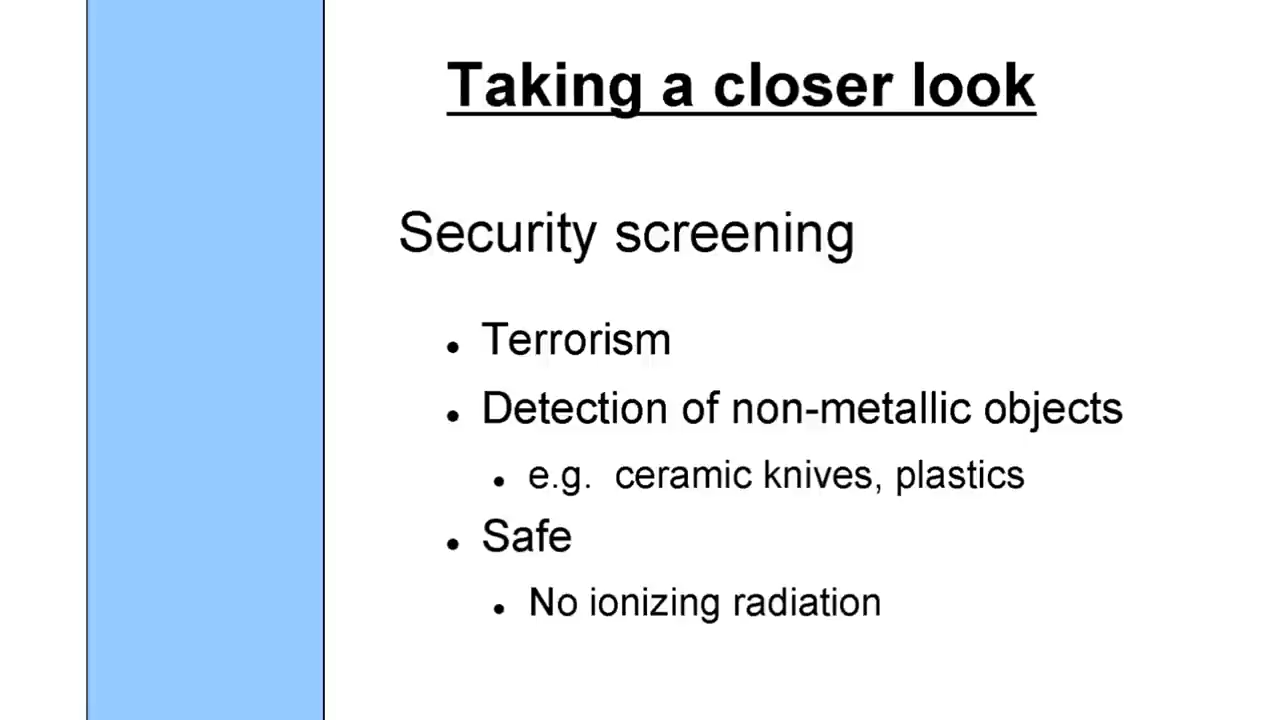 Taking a closer look
Security screening
• Terrorism
• Detection of non-metallic objects
• e.g. ceramic knives, plastics
• Safe
• No ionizing radiation